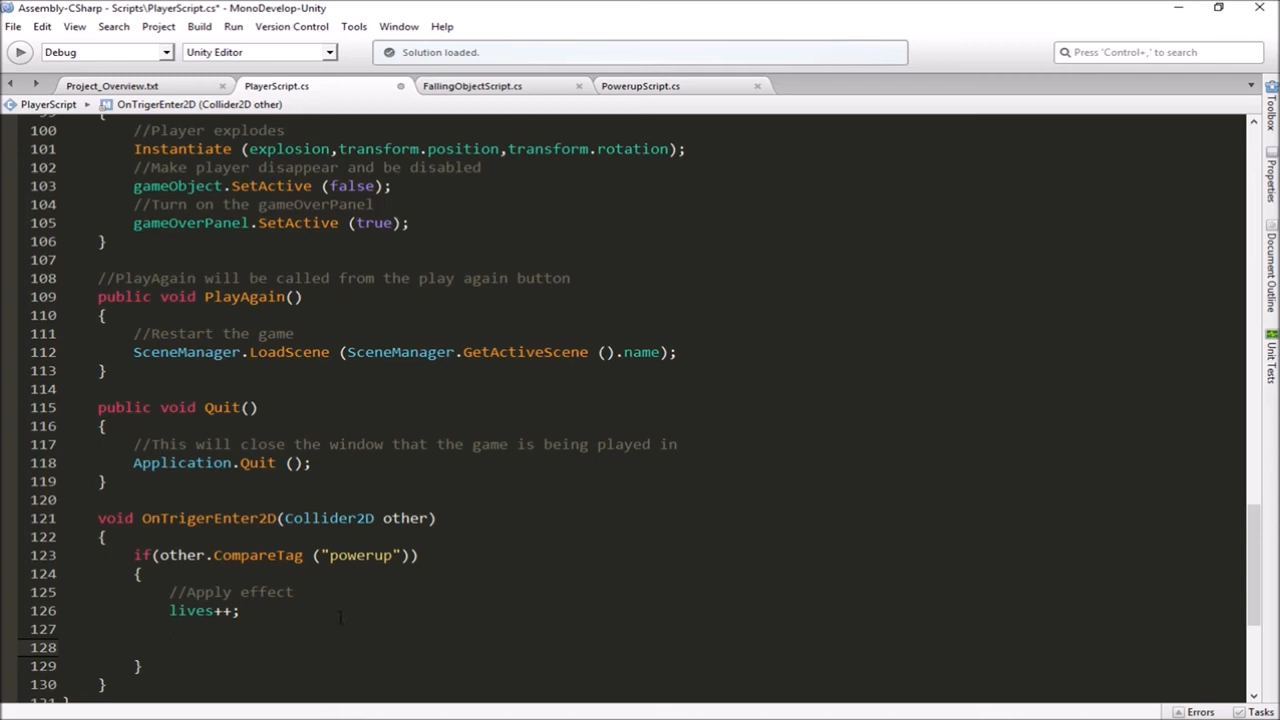 Assembly-CSharp - Scripts\PlayerScript.cs* - MonoDevelop-Unity
File Edit View Search Project Build Run Version Control Tools Window Help
Debug Unity Editor Solution loaded. Press 'Control+,' to search
Project_Overview.txt PlayerScript.cs FallingObjectScript.cs PowerupScript.cs
PlayerScript OnTrigerEnter2D (Collider2D other)
{
100 //Player explodes
101 Instantiate (explosion,transform.position,transform.rotation);
102 //Make player disappear and be disabled
103 gameObject.SetActive (false);
104 //Turn on the gameOverPanel
105 gameOverPanel.SetActive (true);
106 }
107
108 //PlayAgain will be called from the play again button
109 public void PlayAgain()
110 {
111 //Restart the game
112 SceneManager.LoadScene (SceneManager.GetActiveScene ().name);
113 }
114
115 public void Quit()
116 {
117 //This will close the window that the game is being played in
118 Application.Quit ();
119 }
120
121 void OnTrigerEnter2D(Collider2D other)
122 {
123 if(other.CompareTag ("powerup"))
124 {
125 //Apply effect
126 lives++;
127
128
129 }
130 }
Toolbox
Properties
Document Outline
Unit Tests
Errors Tasks